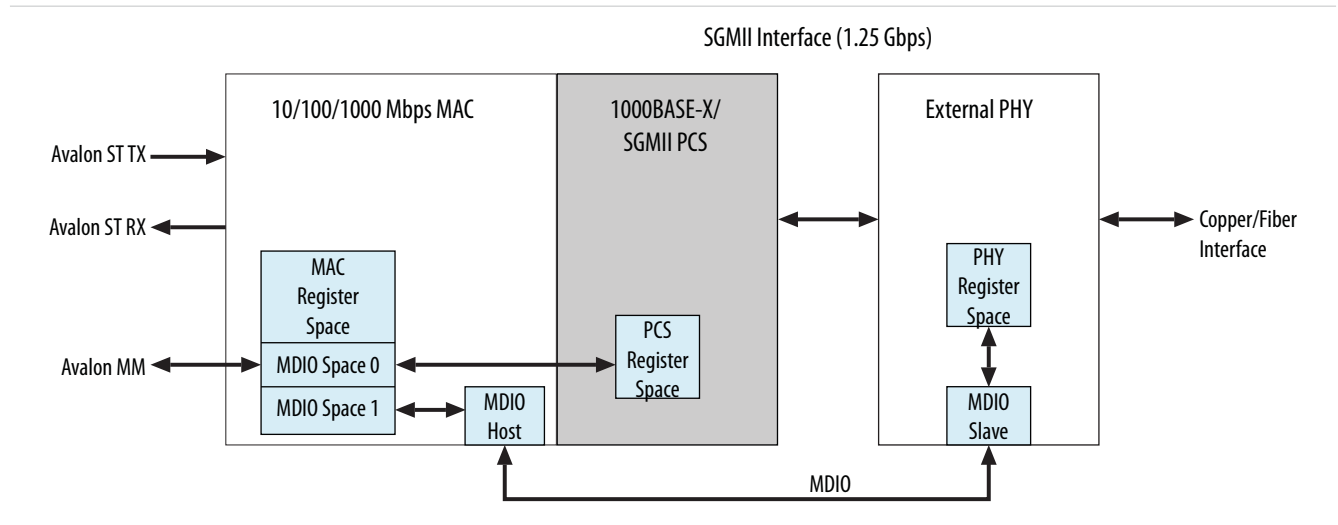 SGMII Interface (1.25 Gbps)
10/100/1000 Mbps MAC
1000BASE-X/
SGMII PCS
External PHY
Avalon ST TX
Avalon ST RX
Copper/Fiber
Interface
MAC
Register
Space
PHY
Register
Space
Avalon MM
MDIO Space 0
PCS
Register
Space
MDIO Space 1
MDIO
Host
MDIO
Slave
MDIO